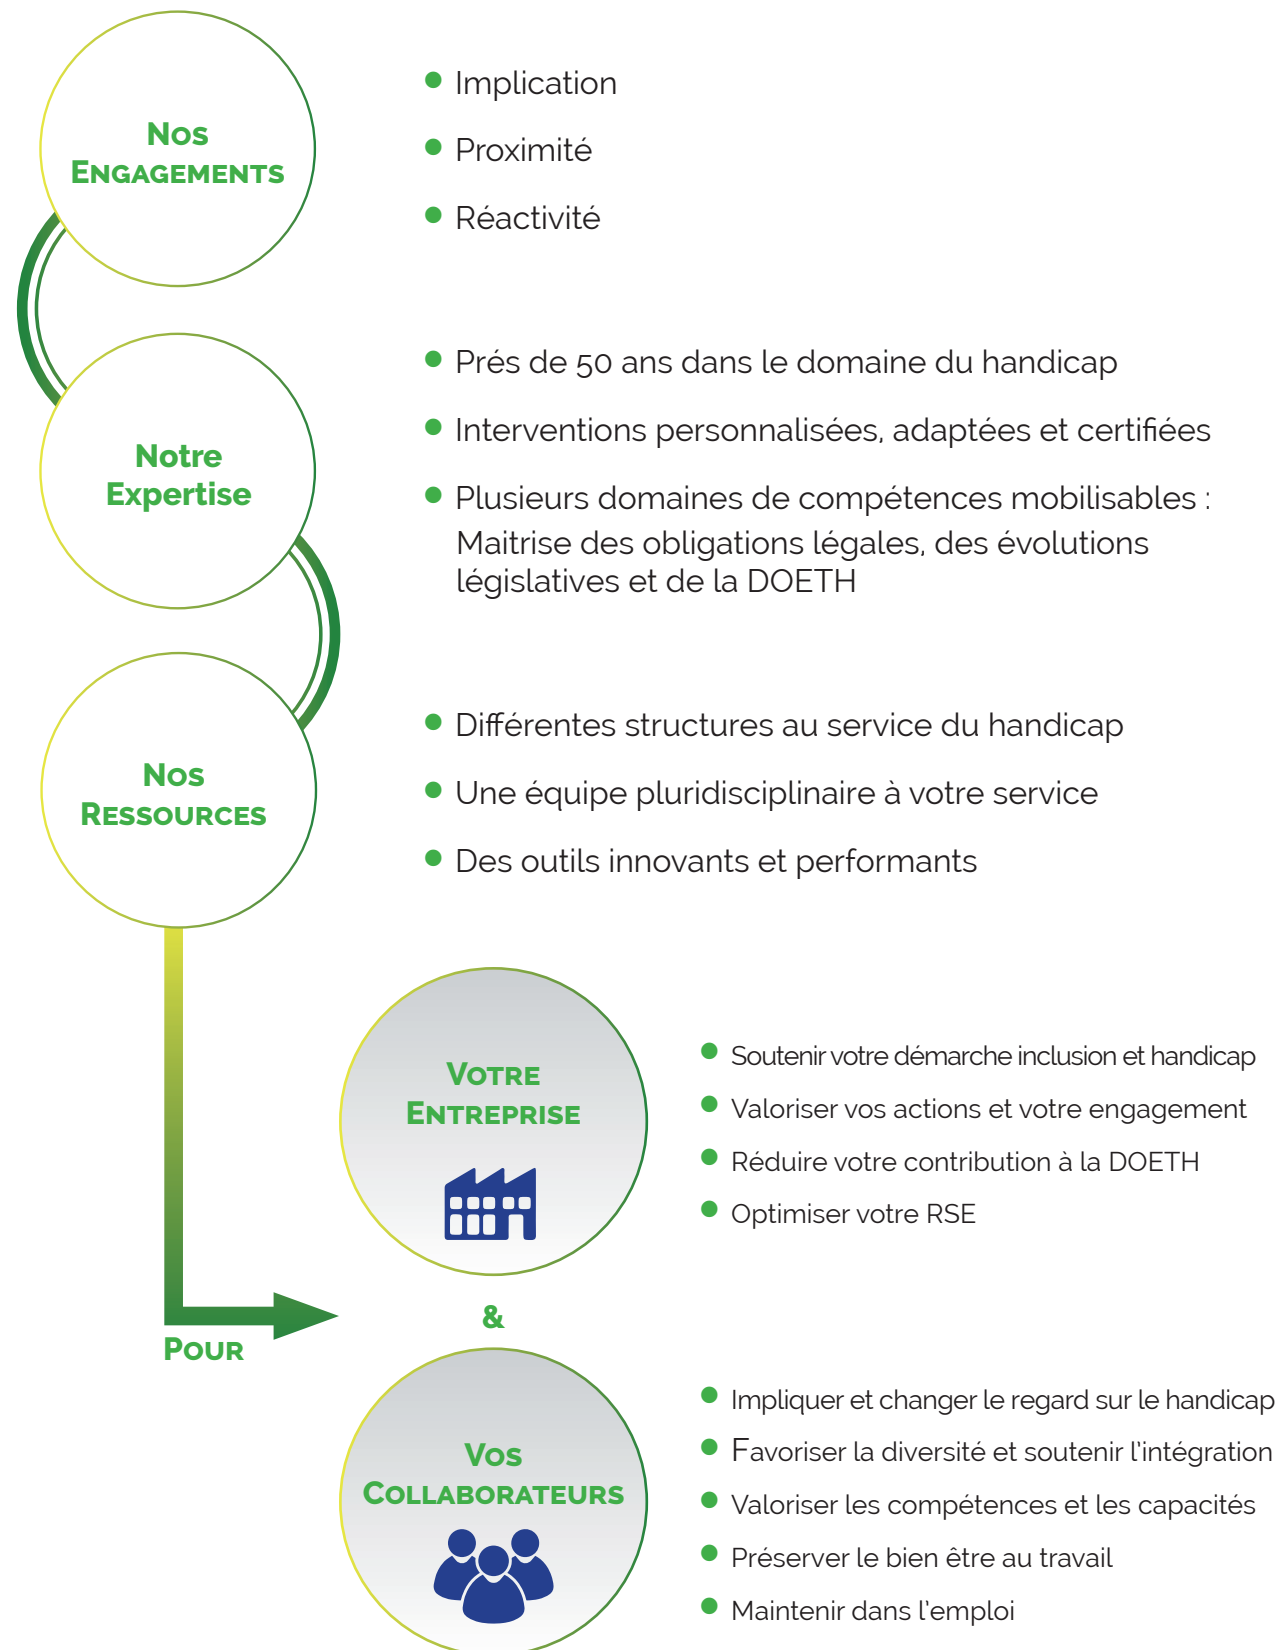 Nos
Engagements
Implication
Proximité
Réactivité
Notre
Expertise
Prés de 50 ans dans le domaine du handicap
Interventions personnalisées, adaptées et certifiées
Plusieurs domaines de compétences mobilisables :
Maitrise des obligations légales, des évolutions
législatives et de la DOETH
Nos
Ressources
Différentes structures au service du handicap
Une équipe pluridisciplinaire à votre service
Des outils innovants et performants
Votre
Entreprise
Soutenir votre démarche inclusion et handicap
Valoriser vos actions et votre engagement
Réduire votre contribution à la DOETH
Optimiser votre RSE
&
Pour
Vos
Collaborateurs
Impliquer et changer le regard sur le handicap
Favoriser la diversité et soutenir l'intégration
Valoriser les compétences et les capacités
Préserver le bien être au travail
Maintenir dans l'emploi